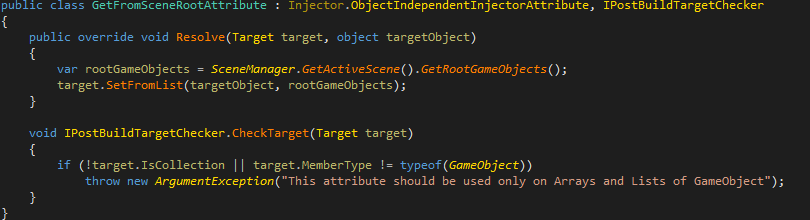 public class GetFromSceneRootAttribute : Injector.ObjectIndependentInjectorAttribute, IPostBuildTargetChecker
{
    public override void Resolve(Target target, object targetObject)
    {
        var rootGameObjects = SceneManager.GetActiveScene().GetRootGameObjects();
        target.SetFromList(targetObject, rootGameObjects);
    }

    void IPostBuildTargetChecker.CheckTarget(Target target)
    {
        if (!target.IsCollection || target.MemberType != typeof(GameObject))
            throw new ArgumentException("This attribute should be used only on Arrays and Lists of GameObject");
    }
}